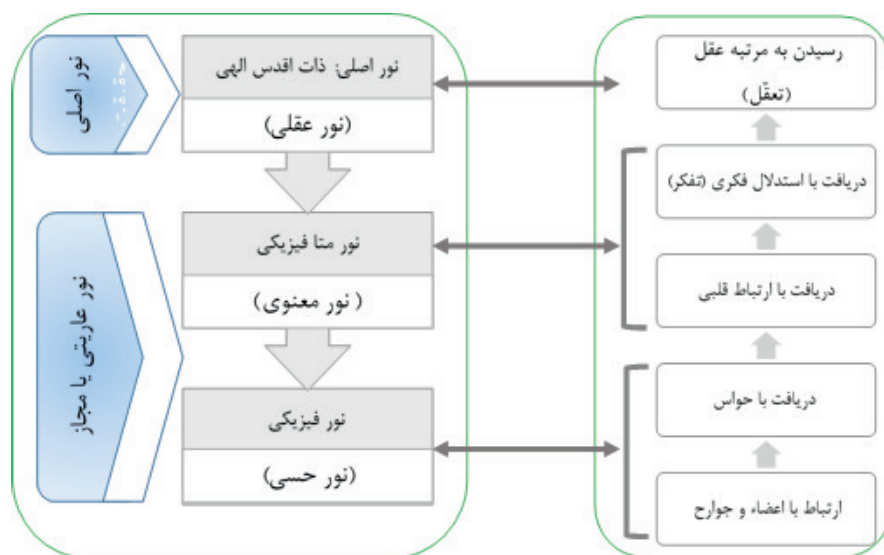 رسیدن به مرتبه عقل
(تعقّل)
دریافت با استدلال فکری (تفکر)
دریافت با ارتباط قلبی
دریافت با حواس
ارتباط با اعضاء و جوارح
نور اصلی: ذات اقدس الهی
(نور عقلی)
نور متا فیزیکی
(نور معنوی )
نور فیزیکی
(نور حسی)
نور اصلی
نور عاریتی یا مجاز